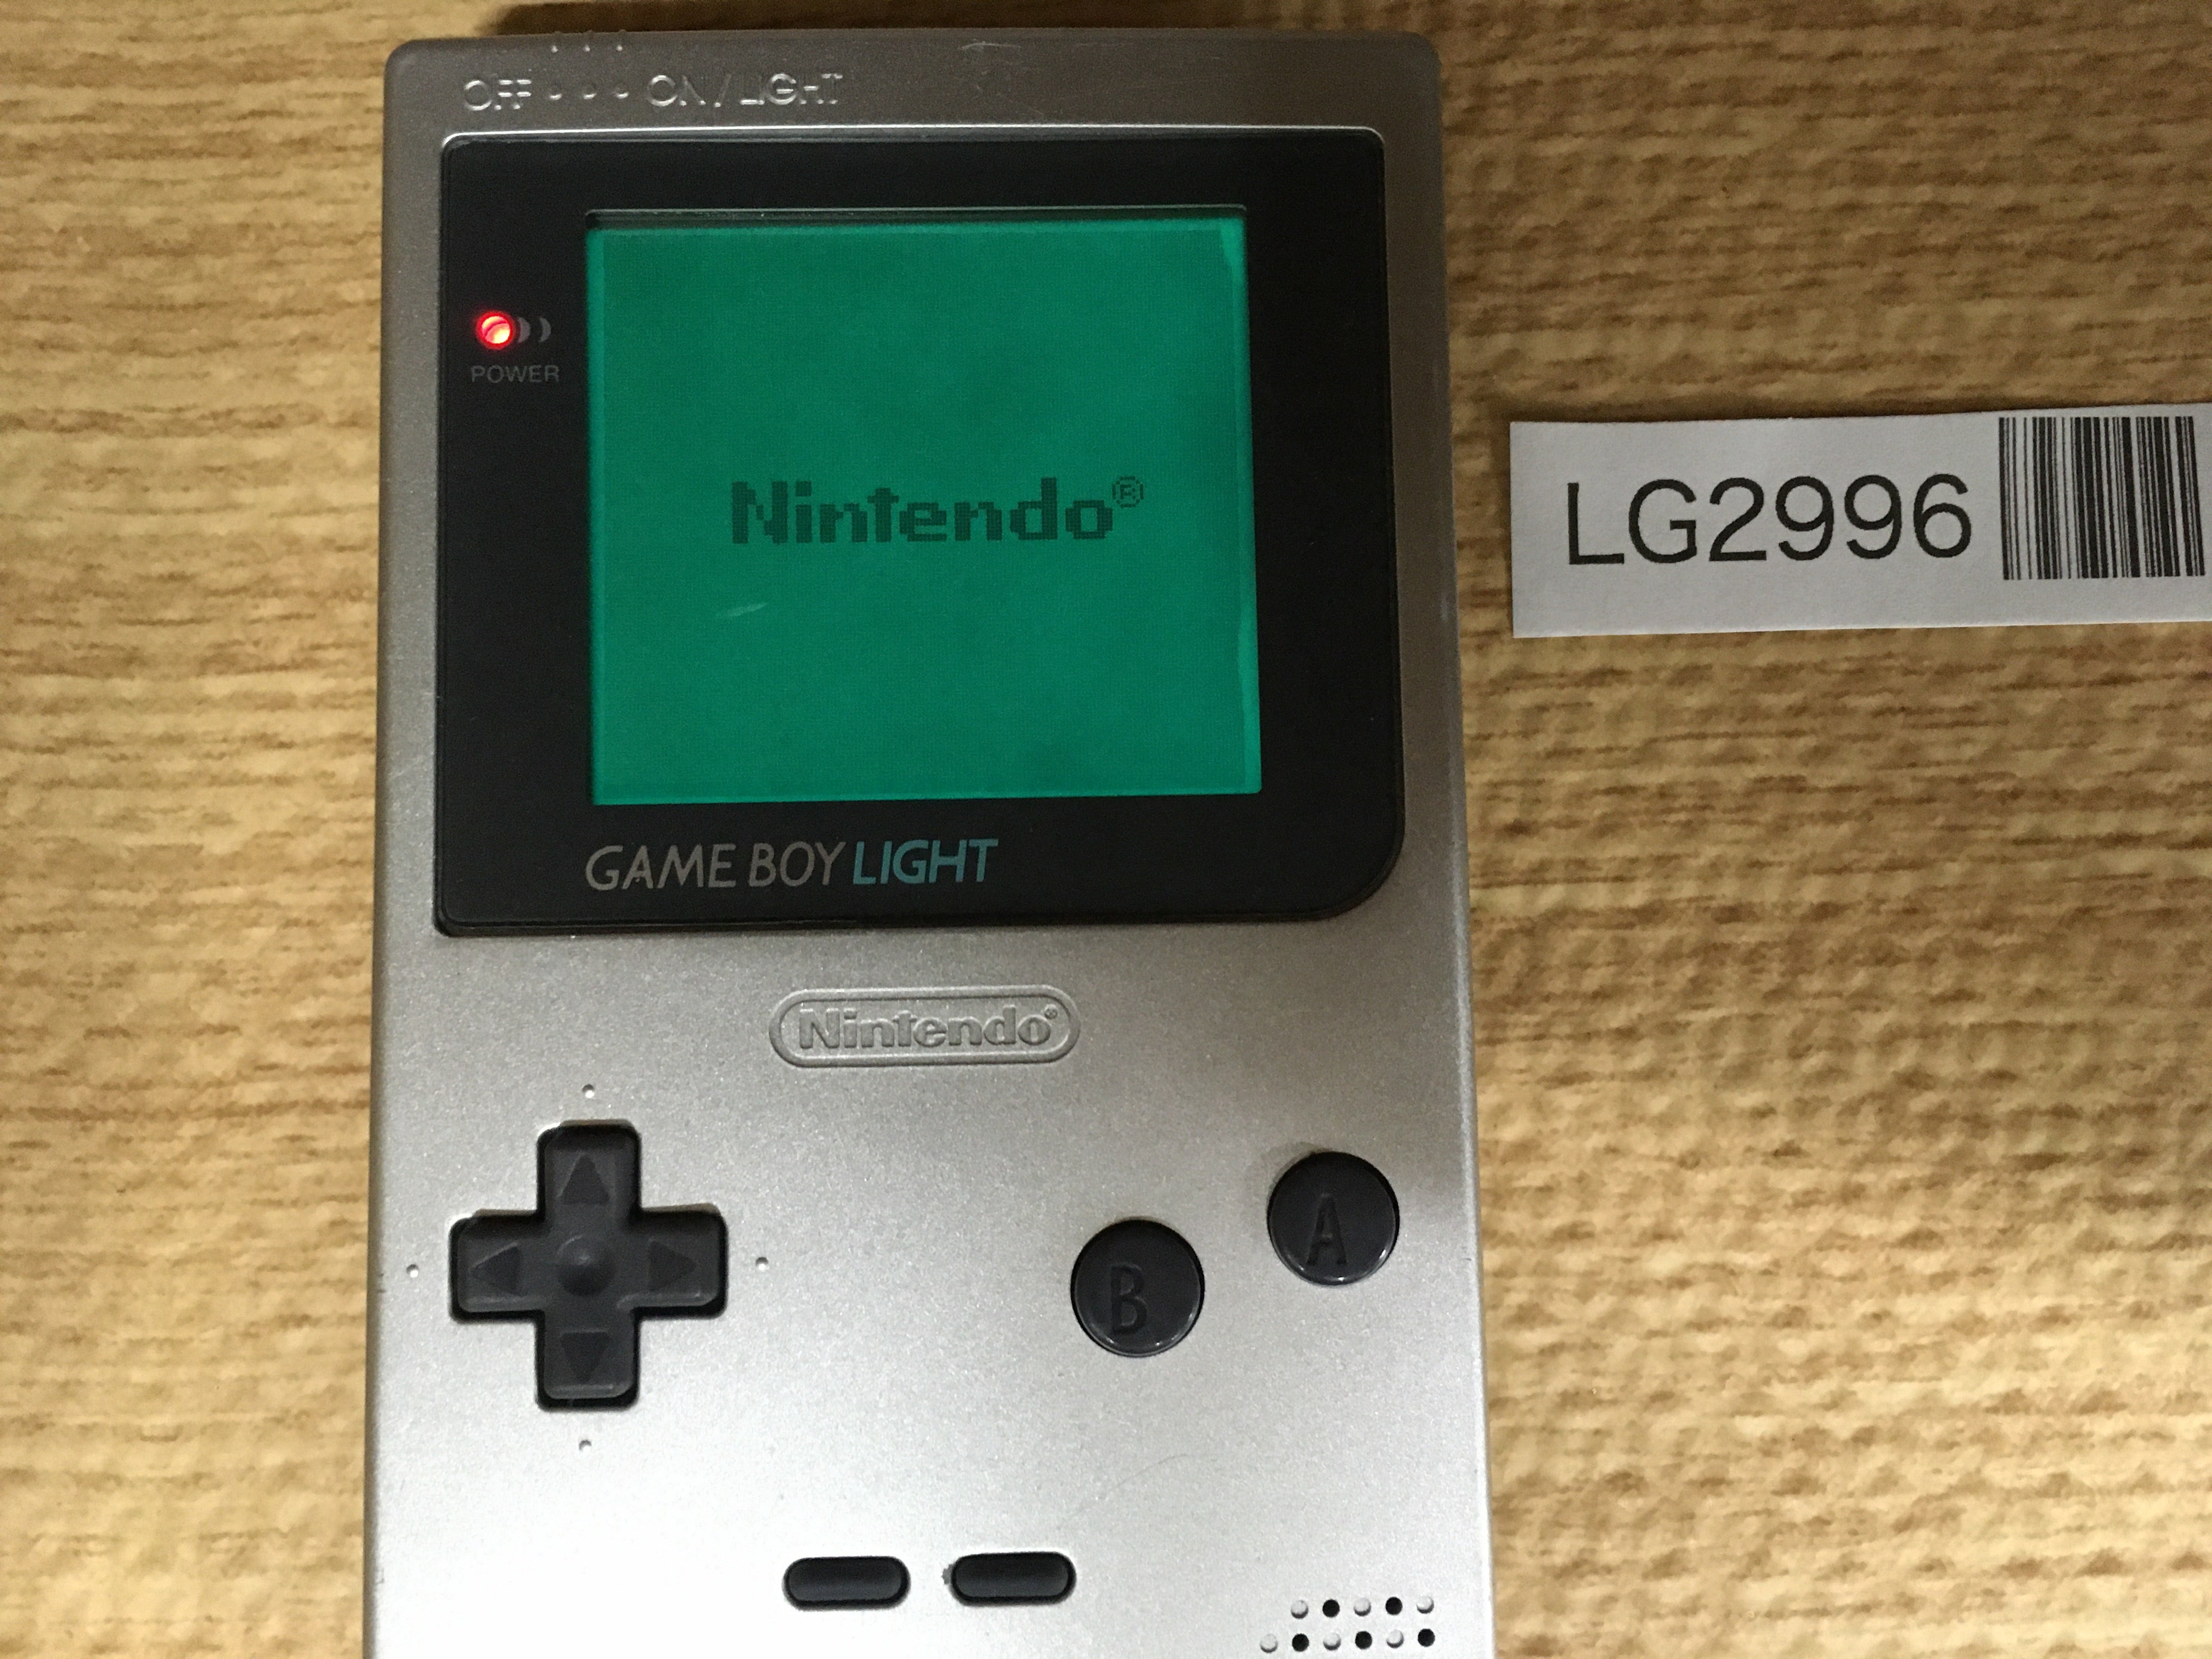 OFF ON/LIGHT
POWER
Nintendo®
LG2996
GAME BOY LIGHT
Nintendo®
A
B